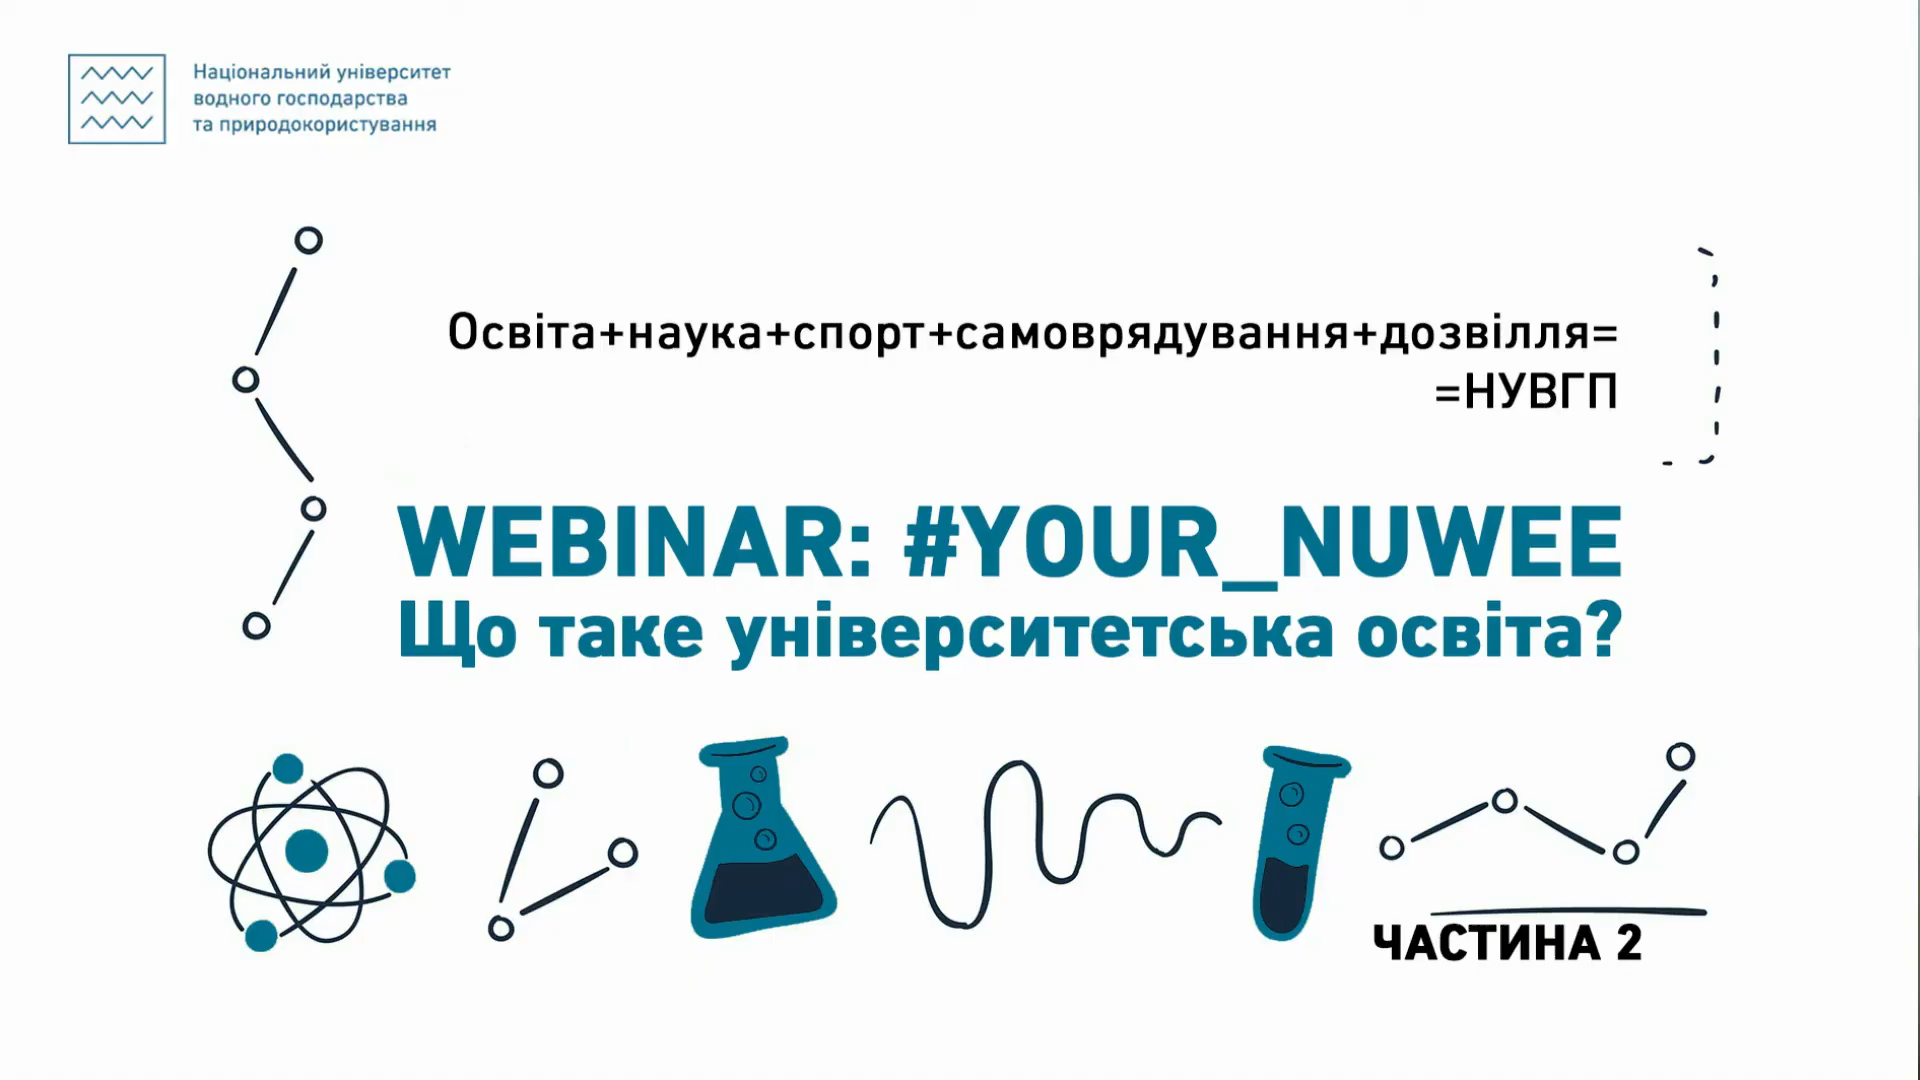 Національний університет
водного господарства
та природокористування
Освіта+наука+спорт+самоврядування+дозвілля=
=НУВГП
WEBINAR: #YOUR_NUWEE
Що таке університетська освіта?
ЧАСТИНА 2